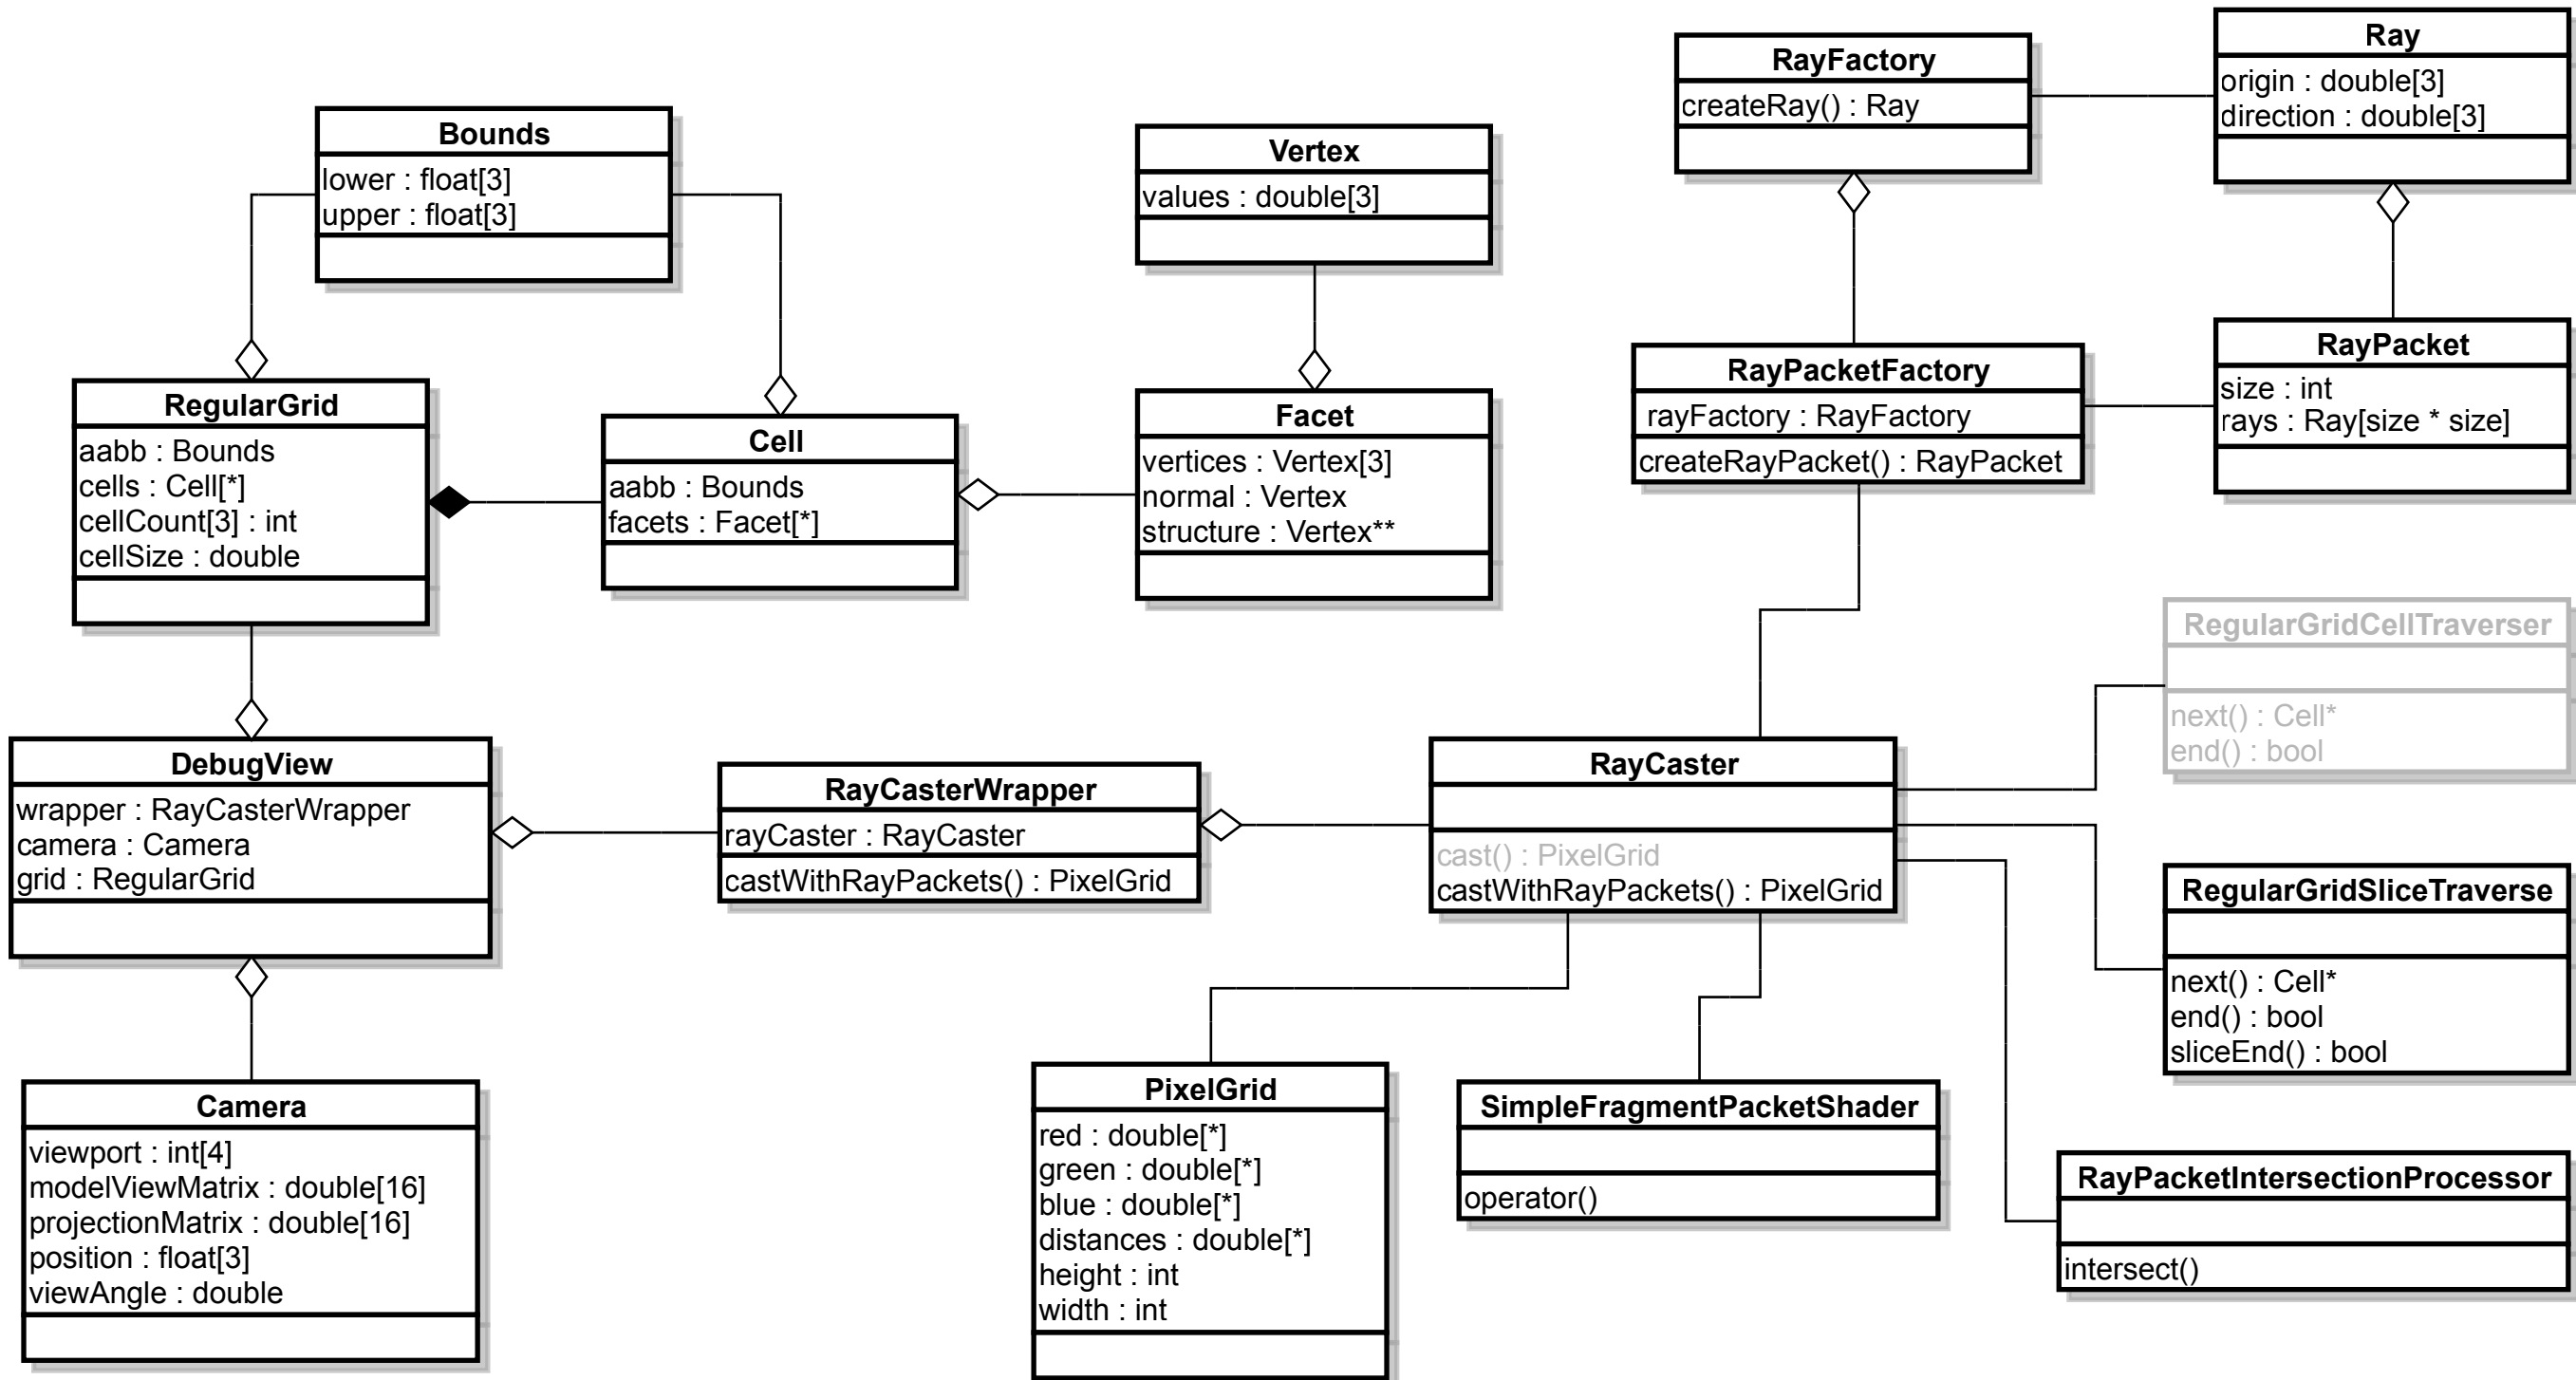 Bounds
lower : float[3]
upper : float[3]
Vertex
values : double[3]
RayFactory
createRay() : Ray
Ray
origin : double[3]
direction : double[3]
RegularGrid
aabb : Bounds
cells : Cell[*]
cellCount[3] : int
cellSize : double
Cell
aabb : Bounds
facets : Facet[*]
Facet
vertices : Vertex[3]
normal : Vertex
structure : Vertex**
RayPacketFactory
rayFactory : RayFactory
createRayPacket() : RayPacket
RayPacket
size : int
rays : Ray[size * size]
RegularGridCellTraverser
next() : Cell*
end() : bool
DebugView
wrapper : RayCasterWrapper
camera : Camera
grid : RegularGrid
RayCasterWrapper
rayCaster : RayCaster
castWithRayPackets() : PixelGrid
RayCaster
cast() : PixelGrid
castWithRayPackets() : PixelGrid
RegularGridSliceTraverse
next() : Cell*
end() : bool
sliceEnd() : bool
Camera
viewport : int[4]
modelViewMatrix : double[16]
projectionMatrix : double[16]
position : float[3]
viewAngle : double
PixelGrid
red : double[*]
green : double[*]
blue : double[*]
distances : double[*]
height : int
width : int
SimpleFragmentPacketShader
operator()
RayPacketIntersectionProcessor
intersect()